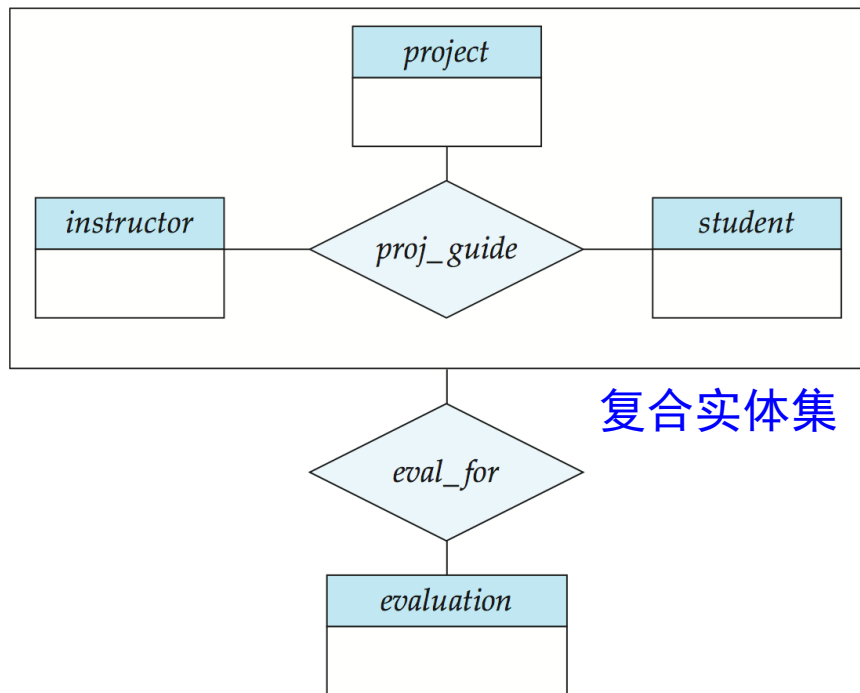 project
instructor
proj_guide
student
复合实体集
eval_for
evaluation